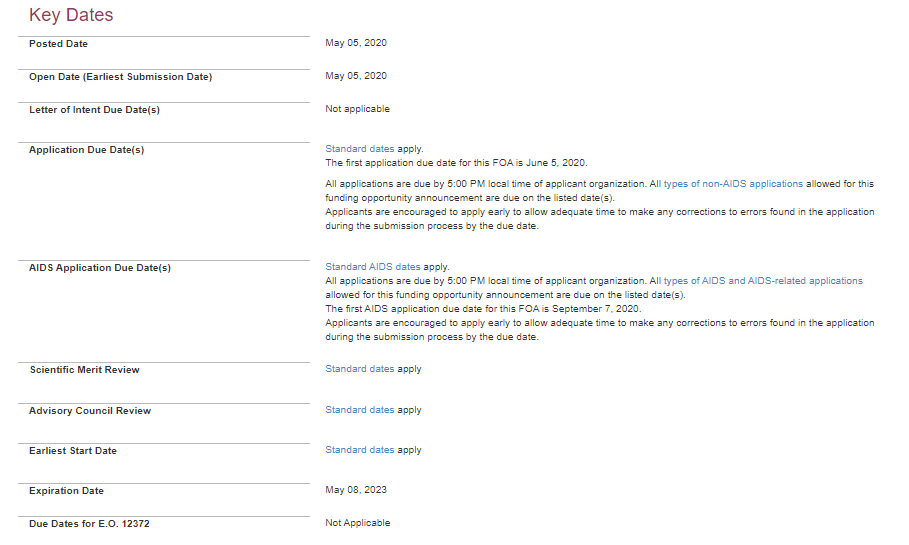 Key Dates
Posted Date
May 05, 2020
Open Date (Earliest Submission Date)
May 05, 2020
Letter of Intent Due Date(s)
Not applicable
Application Due Date(s)
Standard dates apply.
The first application due date for this FOA is June 5, 2020.
All applications are due by 5:00 PM local time of applicant organization. All types of non-AIDS applications allowed for this
funding opportunity announcement are due on the listed date(s).
Applicants are encouraged to apply early to allow adequate time to make any corrections to errors found in the application
during the submission process by the due date.
AIDS Application Due Date(s)
Standard AIDS dates apply.
All applications are due by 5:00 PM local time of applicant organization. All types of AIDS and AIDS-related applications
allowed for this funding opportunity announcement are due on the listed date(s).
The first AIDS application due date for this FOA is September 7, 2020.
Applicants are encouraged to apply early to allow adequate time to make any corrections to errors found in the application
during the submission process by the due date.
Scientific Merit Review
Standard dates apply
Advisory Council Review
Standard dates apply
Earliest Start Date
Standard dates apply
Expiration Date
May 08, 2023
Due Dates for E.O. 12372
Not Applicable